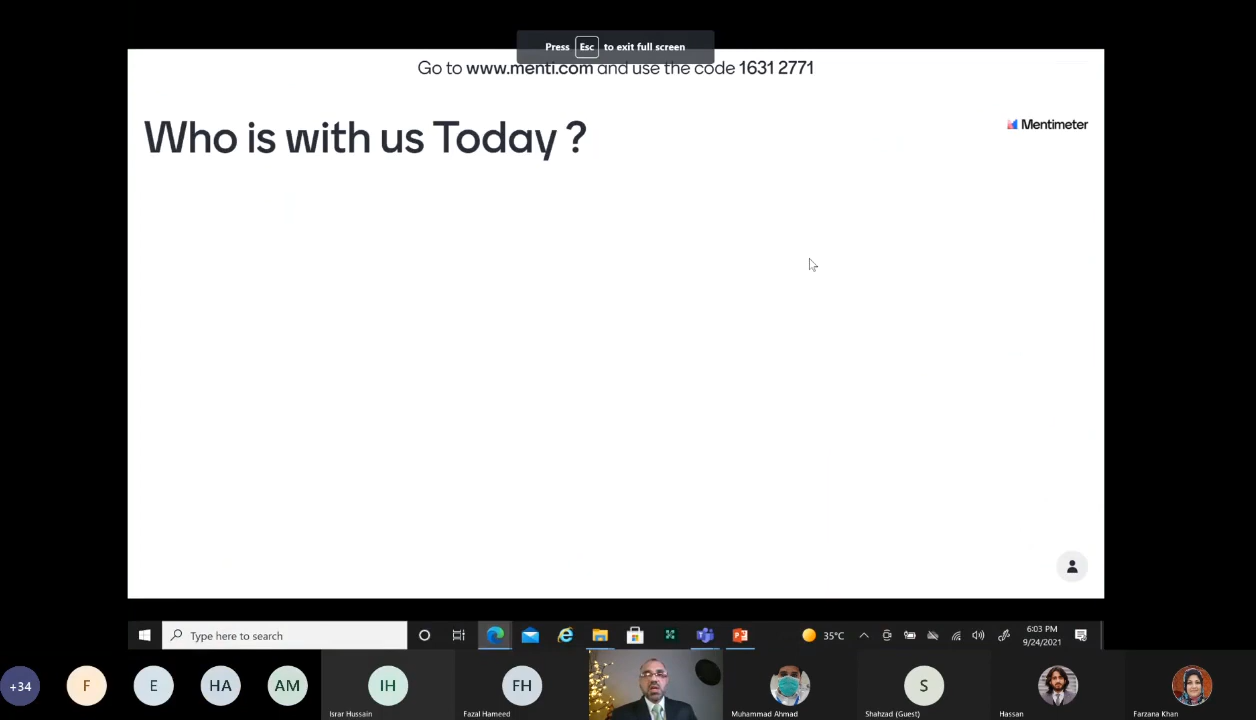 Press Esc to exit full screen
Go to www.menti.com and use the code 1631 2771
Who is with us Today ?
Mentimeter
Type here to search
35°C
6:03 PM
9/24/2021
+34
F
E
HA
AM
IH
Israr Hussain
FH
Fazal Hameed
Muhammad Ahmad
S
Shahzad (Guest)
Hassan
Farzana Khan